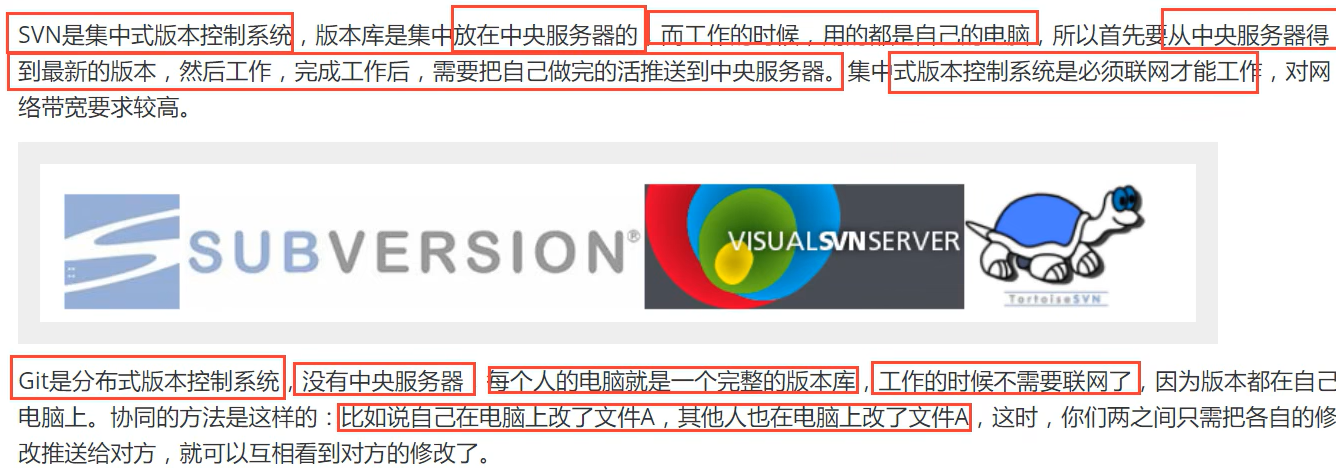 SVN是集中式版本控制系统，版本库是集中放在中央服务器的，而工作的时候，用的都是自己的电脑，所以首先要从中央服务器得
到最新的版本，然后工作，完成工作后，需要把自己做完的活推送到中央服务器。集中式版本控制系统是必须联网才能工作，对网
络带宽要求较高。
SUBVERSION®
VISUALSVNSERVER
TortoiseSVN
Git是分布式版本控制系统，没有中央服务器 每个人的电脑就是一个完整的版本库，工作的时候不需要联网了，因为版本都在自己
电脑上。协同的方法是这样的：比如说自己在电脑上改了文件A，其他人也在电脑上改了文件A，这时，你们两之间只需把各自的修
改推送给对方，就可以互相看到对方的修改了。